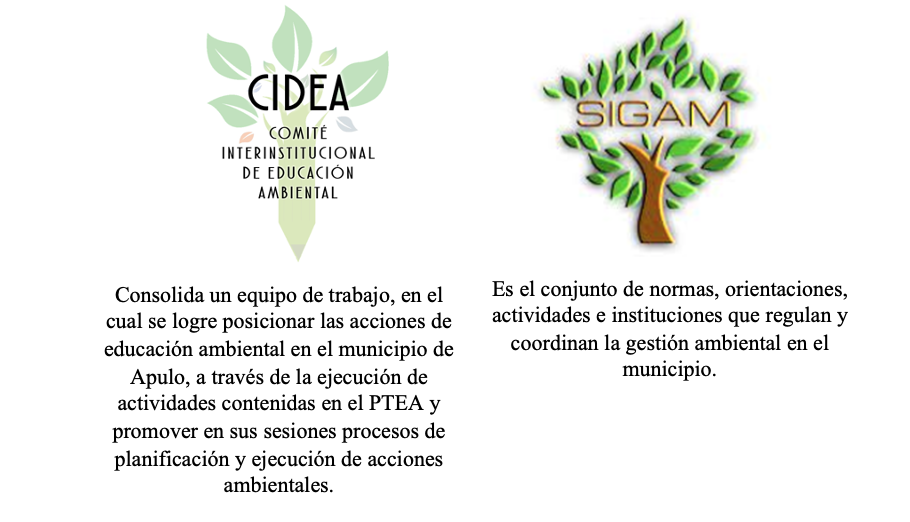 CIDEA
COMITÉ
INTERINSTITUCIONAL
DE EDUCACIÓN
AMBIENTAL
Consolida un equipo de trabajo, en el
cual se logre posicionar las acciones de
educación ambiental en el municipio de
Apulo, a través de la ejecución de
actividades contenidas en el PTEA y
promover en sus sesiones procesos de
planificación y ejecución de acciones
ambientales.
SIGAM
Es el conjunto de normas, orientaciones,
actividades e instituciones que regulan y
coordinan la gestión ambiental en el
municipio.